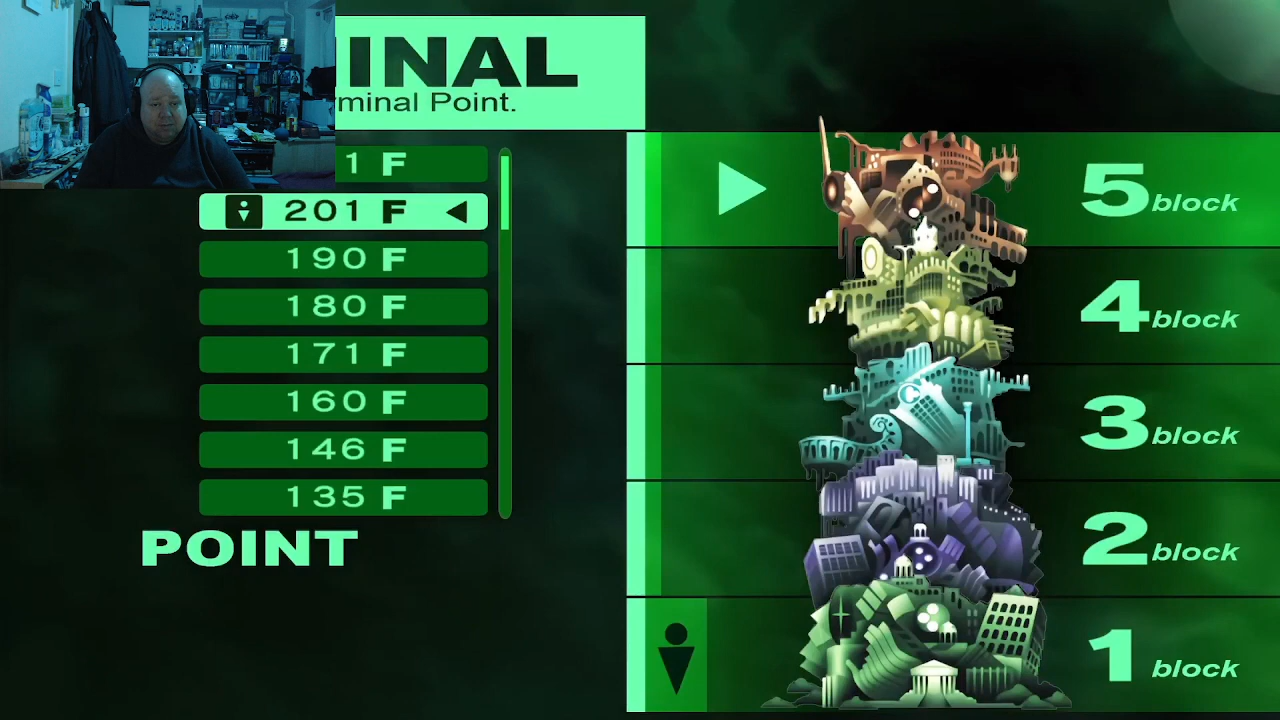 INAL
minal Point.
1 F
201 F
190 F
180 F
171 F
160 F
146 F
135 F
POINT
5 block
4 block
3 block
2 block
1 block